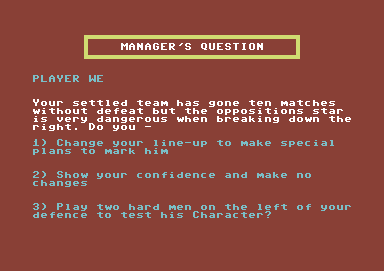 MANAGER'S QUESTION
PLAYER WE
Your settled team has gone ten matches
without defeat but the oppositions star
is very dangerous when breaking down the
right. Do you -
1) Change your line-up to make special
plans to mark him
2) Show your confidence and make no
changes
3) Play two hard men on the left of your
defence to test his Character?